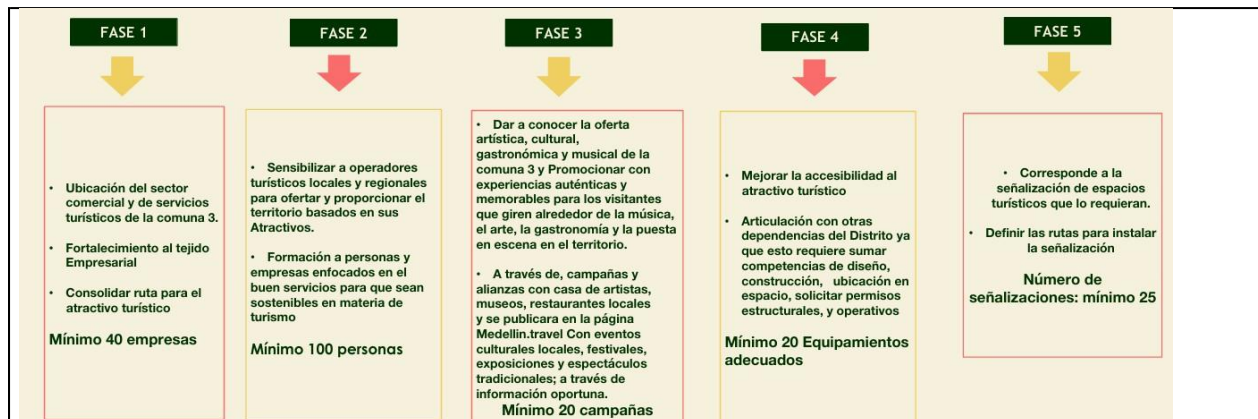 FASE 1
• Ubicación del sector
comercial y de servicios
turísticos de la comuna 3.
• Fortalecimiento al tejido
Empresarial
• Consolidar ruta para el
atractivo turístico
Mínimo 40 empresas
FASE 2
• Sensibilizar a operadores
turísticos locales y regionales
para ofertar y proporcionar el
territorio basados en sus
Atractivos.
• Formación a personas y
empresas enfocados en el
buen servicios para que sean
sostenibles en materia de
turismo
Mínimo 100 personas
FASE 3
• Dar a conocer la oferta
artística, cultural,
gastronómica y musical de la
comuna 3 y Promocionar con
experiencias auténticas y
memorables para los visitantes
que giren alrededor de la música,
el arte, la gastronomía y la puesta
en escena en el territorio.
• A través de, campañas y
alianzas con casa de artistas,
museos, restaurantes locales
y se publicara en la página
Medellin.travel Con eventos
culturales locales, festivales,
exposiciones y espectáculos
tradicionales; a través de
información oportuna.
Mínimo 20 campañas
FASE 4
• Mejorar la accesibilidad al
atractivo turístico
• Articulación con otras
dependencias del Distrito ya
que esto requiere sumar
competencias de diseño,
construcción, ubicación en
espacio, solicitar permisos
estructurales, y operativos
Mínimo 20 Equipamientos
adecuados
FASE 5
• Corresponde a la
señalización de espacios
turísticos que lo requieran.
• Definir las rutas para instalar
la señalización
Número de
señalizaciones: mínimo 25